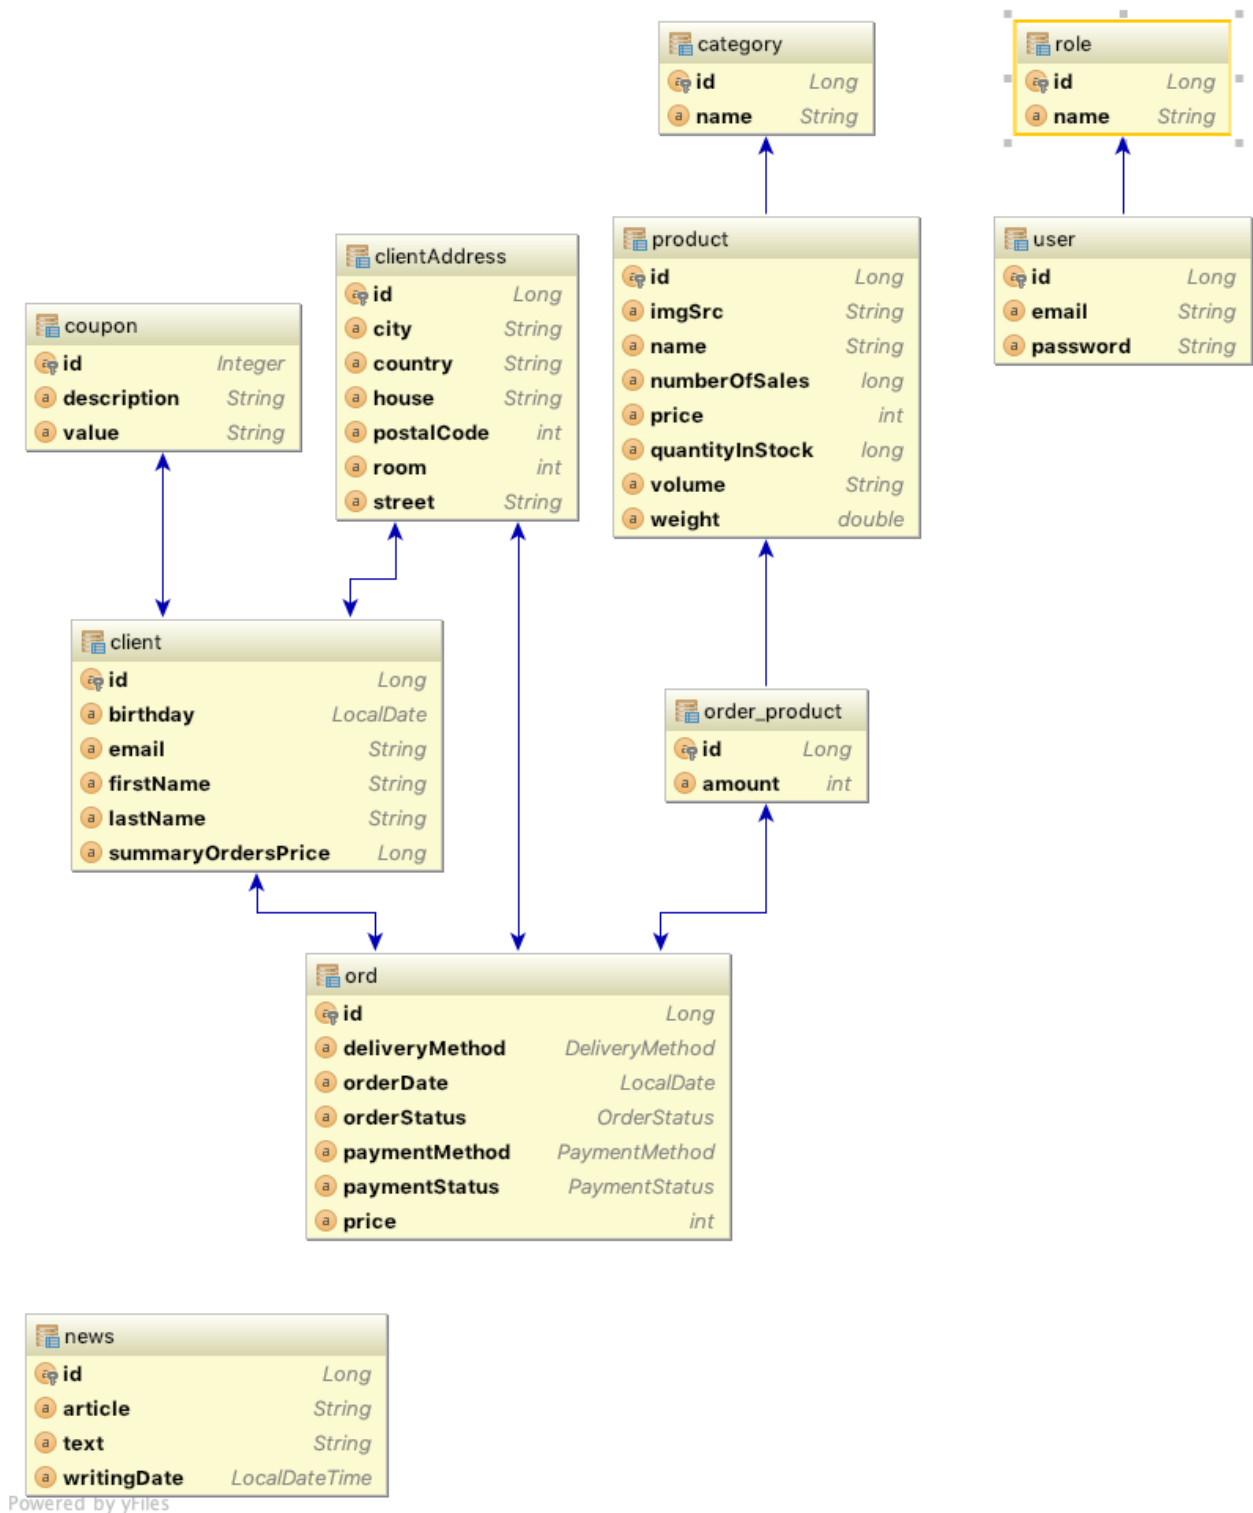 category
id Long
name String
role
id Long
name String
product
id Long
imgSrc String
name String
numberOfSales long
price int
quantityInStock long
volume String
weight double
user
id Long
email String
password String
clientAddress
id Long
city String
country String
house String
postalCode int
room int
street String
coupon
id Integer
description String
value String
client
id Long
birthday LocalDate
email String
firstName String
lastName String
summaryOrdersPrice Long
order_product
id Long
amount int
ord
id Long
deliveryMethod DeliveryMethod
orderDate LocalDate
orderStatus OrderStatus
paymentMethod PaymentMethod
paymentStatus PaymentStatus
price int
news
id Long
article String
text String
writingDate LocalDateTime
Powered by yFiles